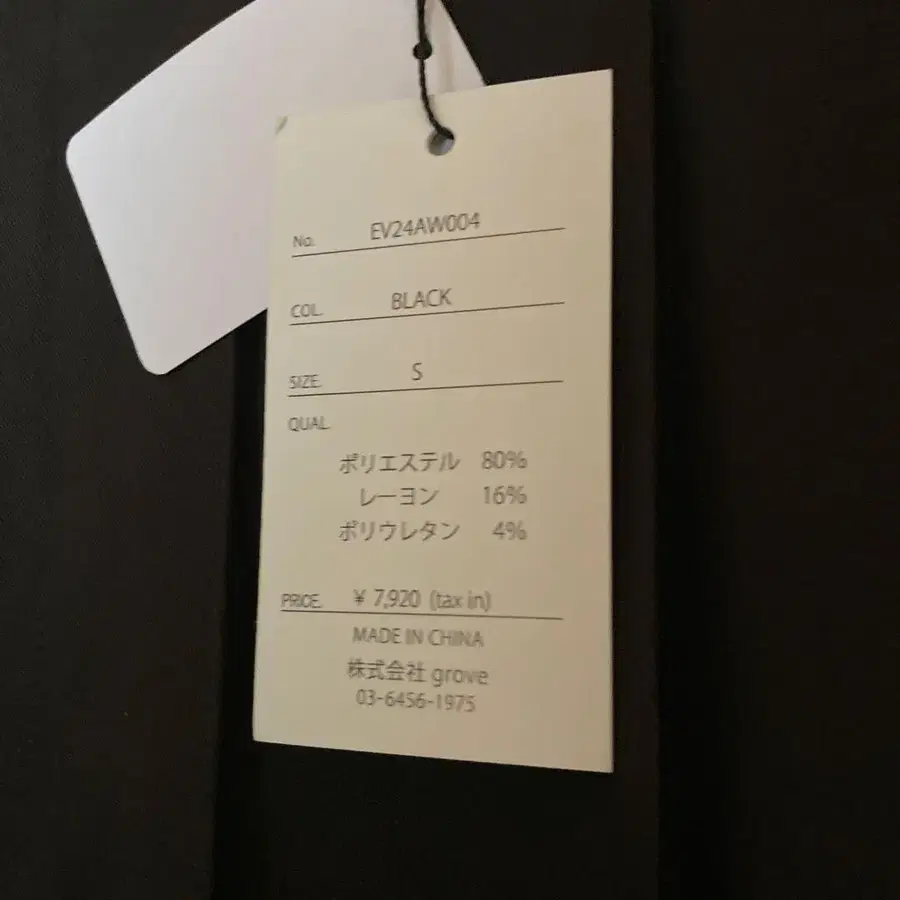 No. EV24AW004
COL. BLACK
SIZE. S
QUAL.
ポリエステル 80%
レーヨン 16%
ポリウレタン 4%
PRICE. ¥ 7,920 (tax in)
MADE IN CHINA
株式会社 grove
03-6456-1975